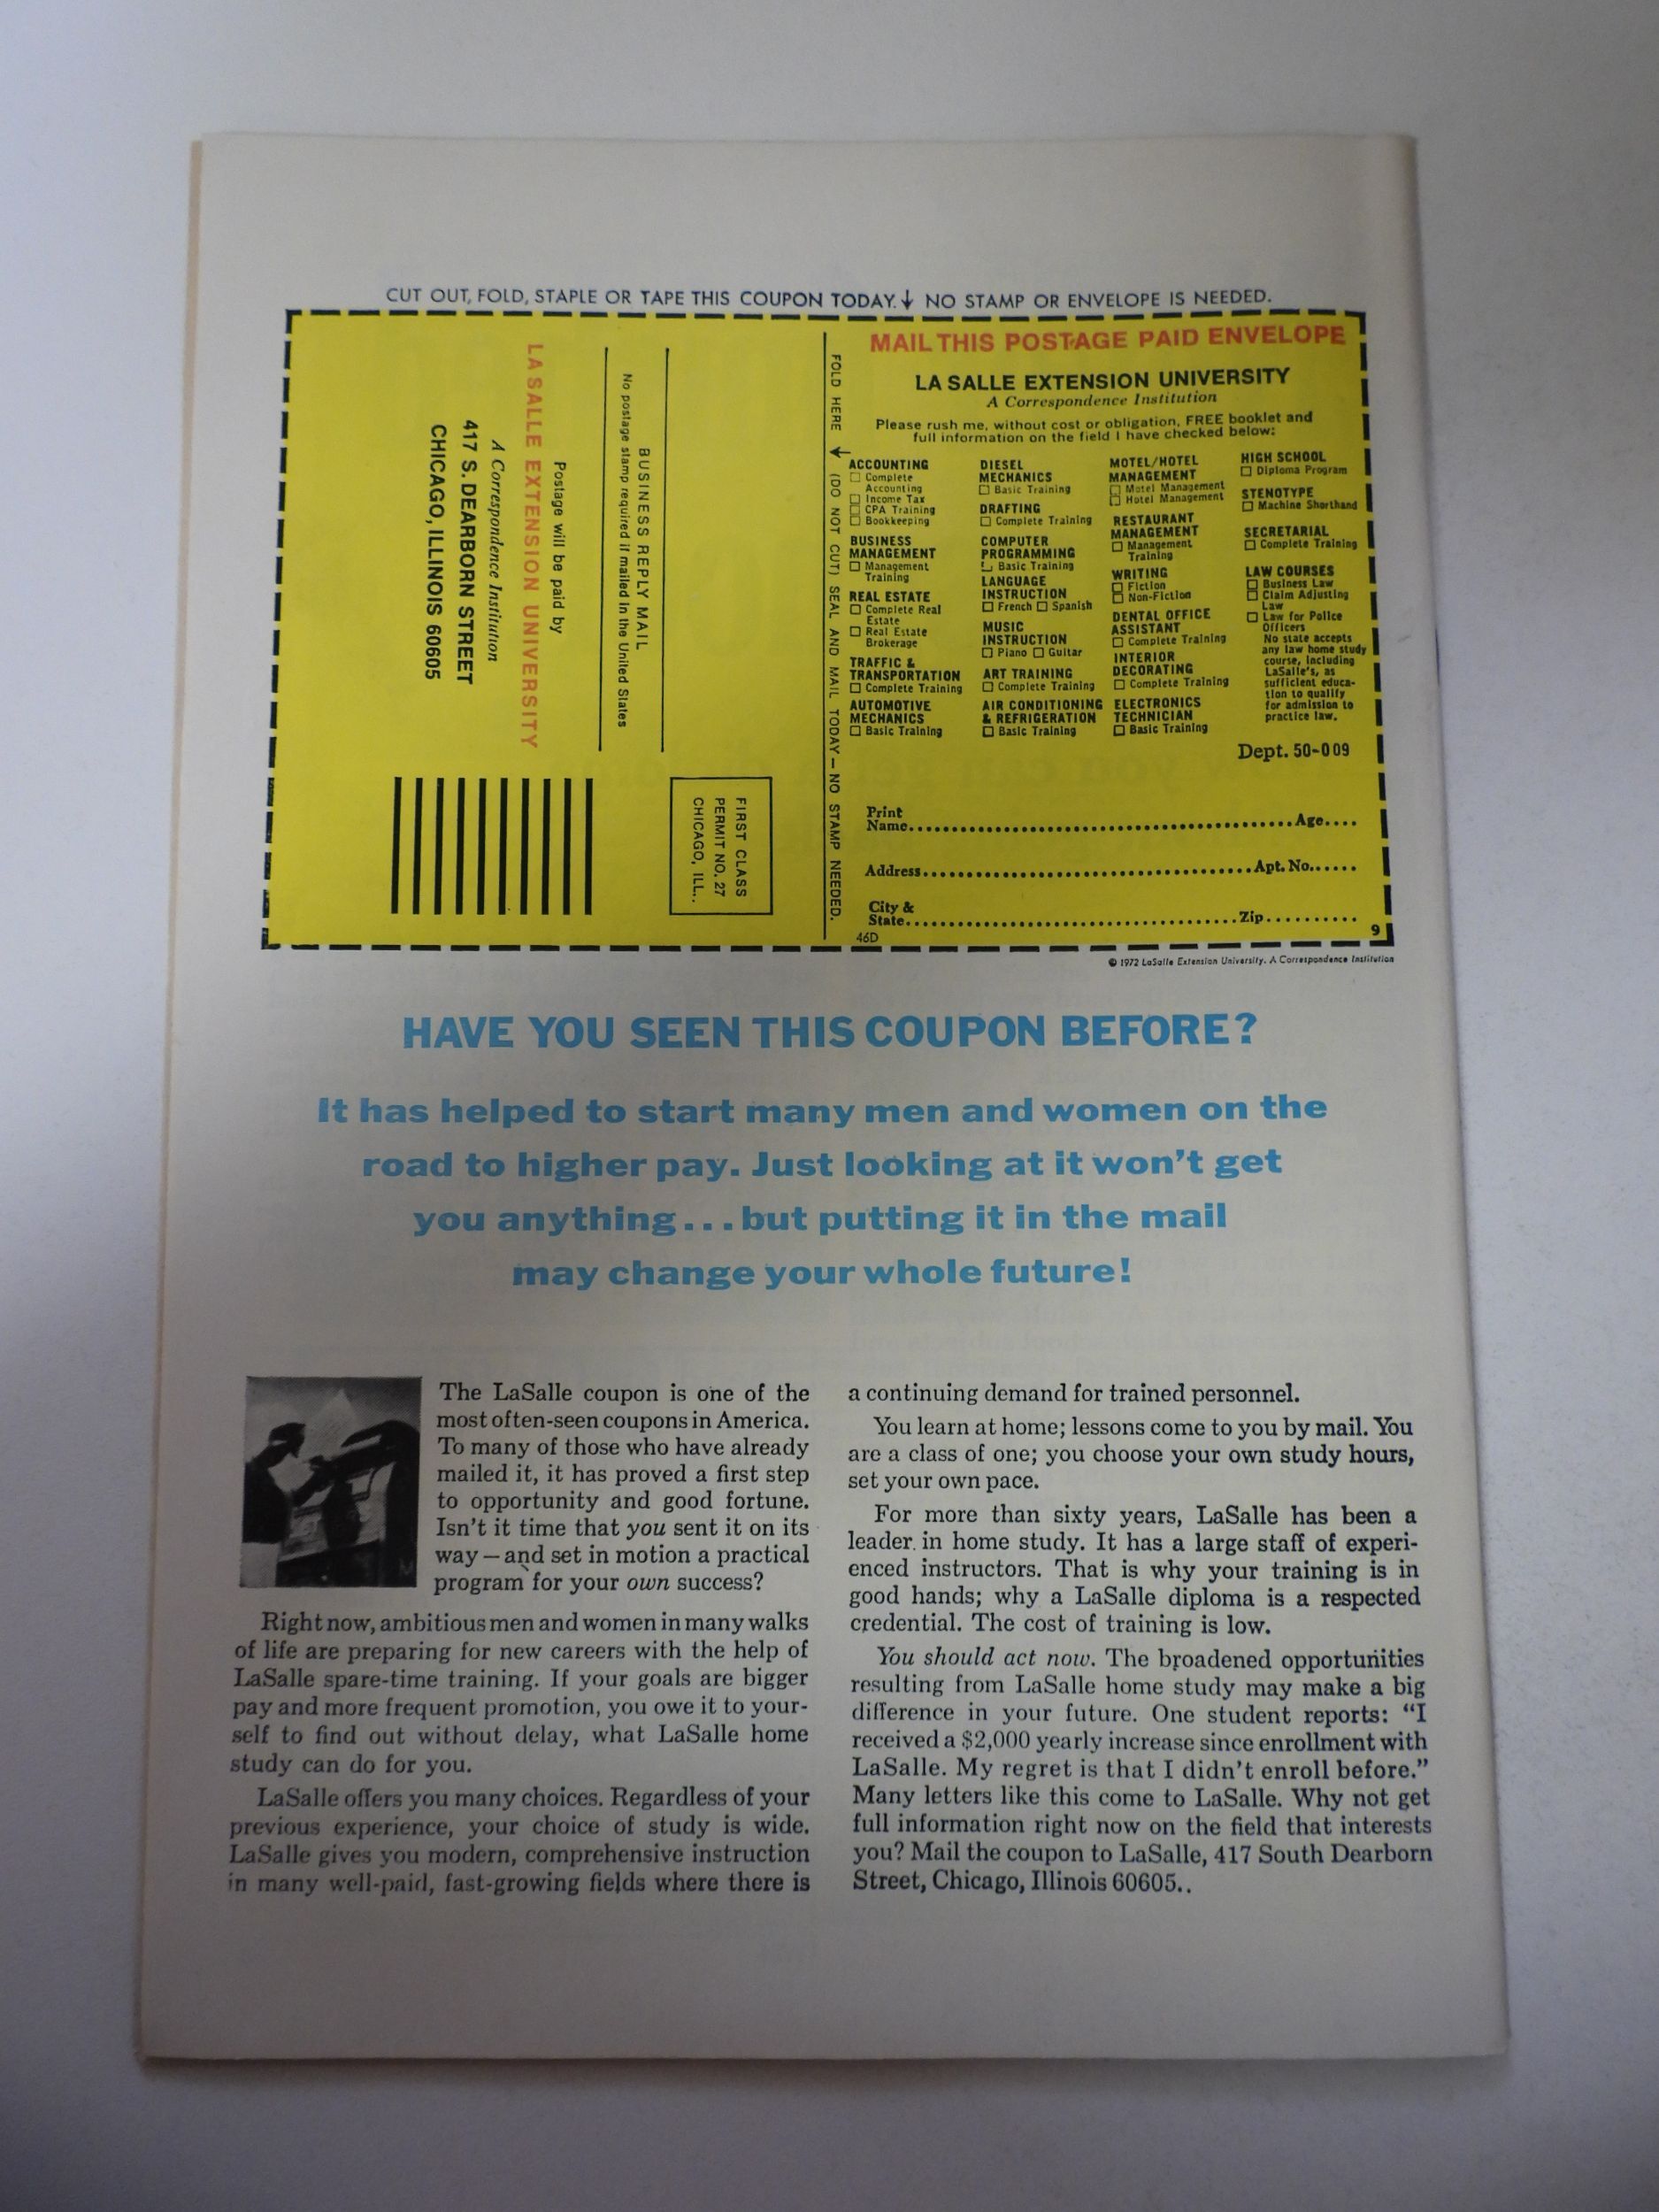 CUT OUT, FOLD, STAPLE OR TAPE THIS COUPON TODAY.↓ NO STAMP OR ENVELOPE IS NEEDED.
LA SALLE EXTENSION UNIVERSITY
A Correspondence Institution
417 S. DEARBORN STREET
CHICAGO, ILLINOIS 60605
Postage will be paid by
No postage stamp required if mailed in the United States
BUSINESS REPLY MAIL
FIRST CLASS
PERMIT NO. 27
CHICAGO, ILL..
FOLD HERE ↓ (DO NOT CUT) SEAL AND MAIL TODAY—NO STAMP NEEDED.
MAIL THIS POSTAGE PAID ENVELOPE
LA SALLE EXTENSION UNIVERSITY
A Correspondence Institution
Please rush me, without cost or obligation, FREE booklet and
full information on the field I have checked below:
ACCOUNTING
□ Complete
Accounting
□ Income Tax
□ CPA Training
□ Bookkeeping
BUSINESS
MANAGEMENT
□ Management
Training
REAL ESTATE
□ Complete Real
Estate
□ Real Estate
Brokerage
TRAFFIC &
TRANSPORTATION
□ Complete Training
AUTOMOTIVE
MECHANICS
□ Basic Training
DIESEL
MECHANICS
□ Basic Training
DRAFTING
□ Complete Training
COMPUTER
PROGRAMMING
□ Basic Training
LANGUAGE
INSTRUCTION
□ French □ Spanish
MUSIC
INSTRUCTION
□ Piano □ Guitar
ART TRAINING
□ Complete Training
AIR CONDITIONING
& REFRIGERATION
□ Basic Training
MOTEL/HOTEL
MANAGEMENT
□ Motel Management
□ Hotel Management
RESTAURANT
MANAGEMENT
□ Management
Training
WRITING
□ Fiction
□ Non-Fiction
DENTAL OFFICE
ASSISTANT
□ Complete Training
INTERIOR
DECORATING
□ Complete Training
ELECTRONICS
TECHNICIAN
□ Basic Training
HIGH SCHOOL
□ Diploma Program
STENOTYPE
□ Machine Shorthand
SECRETARIAL
□ Complete Training
LAW COURSES
□ Business Law
□ Claim Adjusting
Law
□ Law for Police
Officers
No state accepts
any law home study
course, including
LaSalle's, as
sufficient educa-
tion to qualify
for admission to
practice law.
Dept. 50-009
Print
Name........................................Age....
Address........................................Apt. No......
City &
State........................................Zip..........
46D 9
© 1972 LaSalle Extension University. A Correspondence Institution
HAVE YOU SEEN THIS COUPON BEFORE?
It has helped to start many men and women on the
road to higher pay. Just looking at it won't get
you anything...but putting it in the mail
may change your whole future!
The LaSalle coupon is one of the
most often-seen coupons in America.
To many of those who have already
mailed it, it has proved a first step
to opportunity and good fortune.
Isn't it time that you sent it on its
way—and set in motion a practical
program for your own success?
Right now, ambitious men and women in many walks
of life are preparing for new careers with the help of
LaSalle spare-time training. If your goals are bigger
pay and more frequent promotion, you owe it to your-
self to find out without delay, what LaSalle home
study can do for you.
LaSalle offers you many choices. Regardless of your
previous experience, your choice of study is wide.
LaSalle gives you modern, comprehensive instruction
in many well-paid, fast-growing fields where there is
a continuing demand for trained personnel.
You learn at home; lessons come to you by mail. You
are a class of one; you choose your own study hours,
set your own pace.
For more than sixty years, LaSalle has been a
leader in home study. It has a large staff of experi-
enced instructors. That is why your training is in
good hands; why a LaSalle diploma is a respected
credential. The cost of training is low.
You should act now. The broadened opportunities
resulting from LaSalle home study may make a big
difference in your future. One student reports: “I
received a $2,000 yearly increase since enrollment with
LaSalle. My regret is that I didn't enroll before.”
Many letters like this come to LaSalle. Why not get
full information right now on the field that interests
you? Mail the coupon to LaSalle, 417 South Dearborn
Street, Chicago, Illinois 60605..